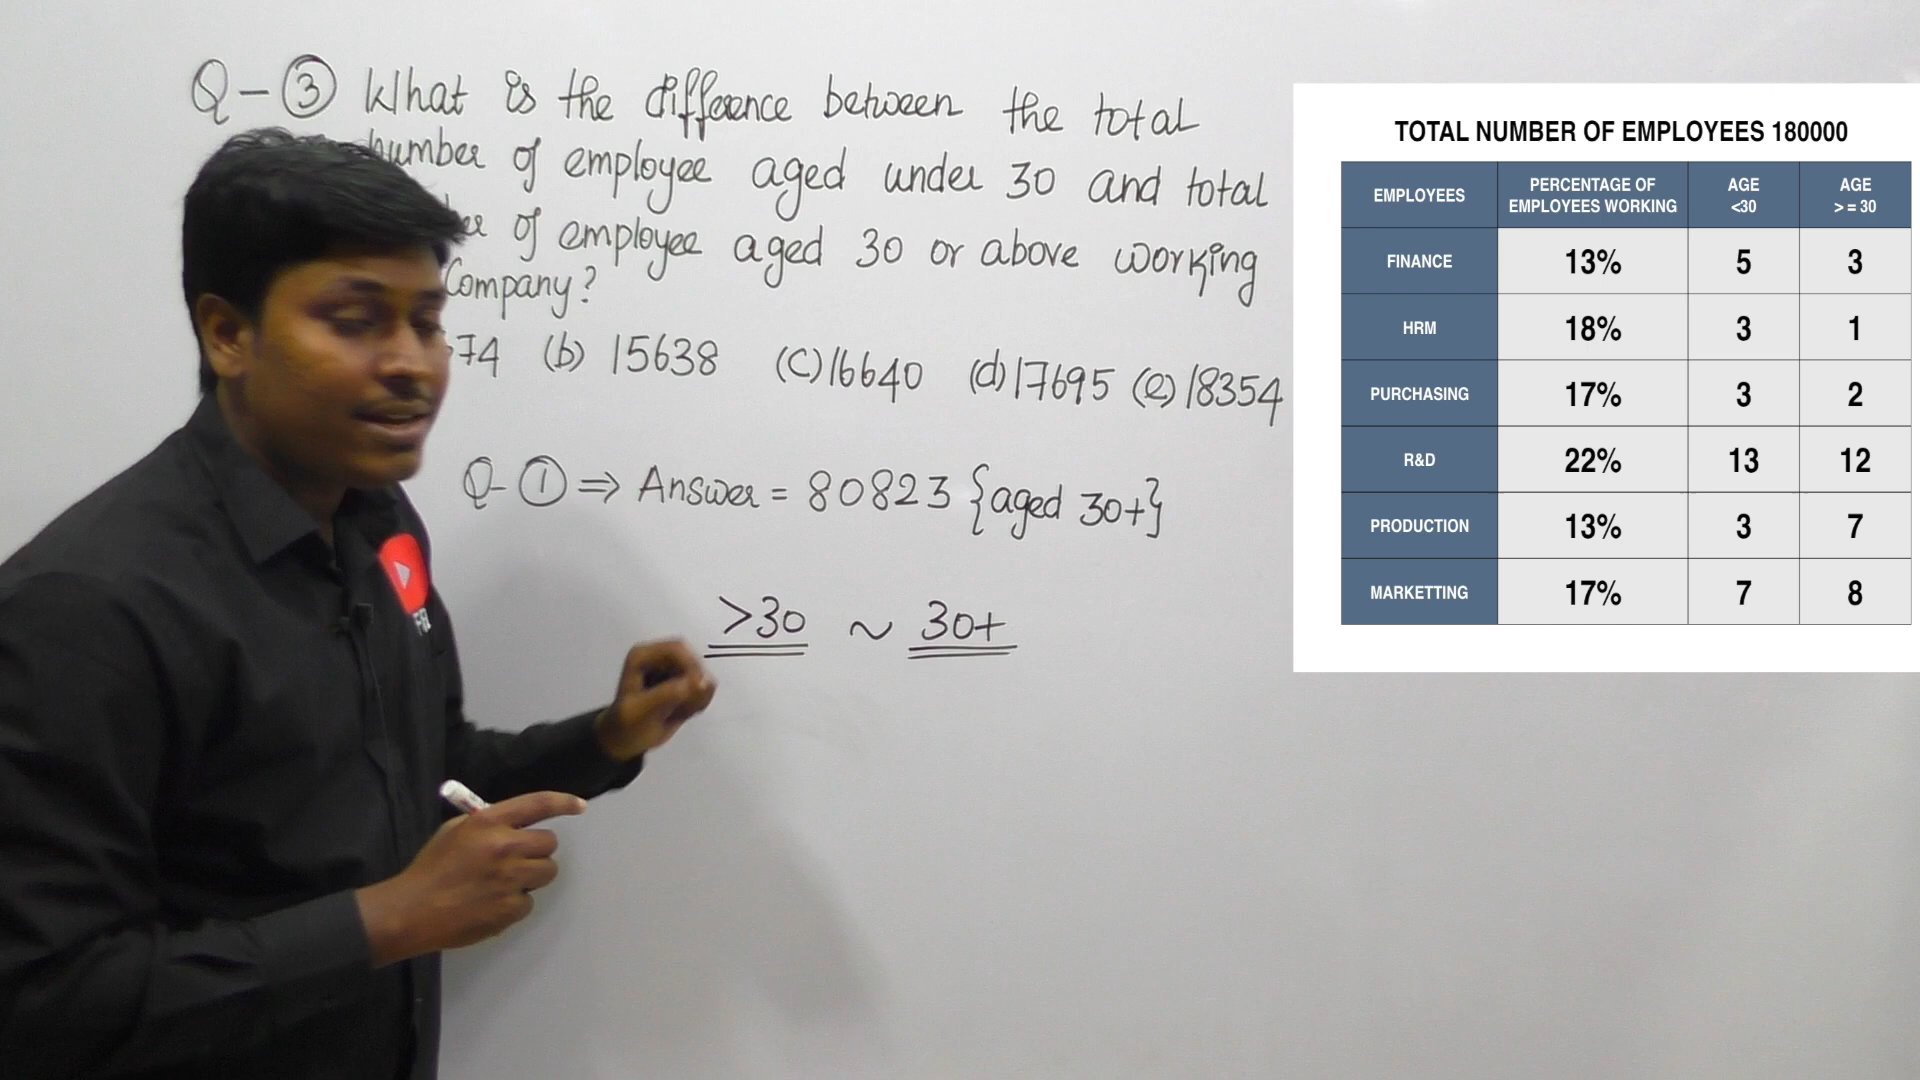 Q-③ What is the difference between the total
number of employee aged under 30 and total
of employee aged 30 or above working
Company?
74 (b) 15638 (c) 16640 (d) 17695 (e) 18354
Q-① ⇒ Answer = 80823 {aged 30+}
>30 ~ 30+
TOTAL NUMBER OF EMPLOYEES 180000
EMPLOYEES PERCENTAGE OF EMPLOYEES WORKING AGE <30 AGE > = 30
FINANCE 13% 5 3
HRM 18% 3 1
PURCHASING 17% 3 2
R&D 22% 13 12
PRODUCTION 13% 3 7
MARKETTING 17% 7 8